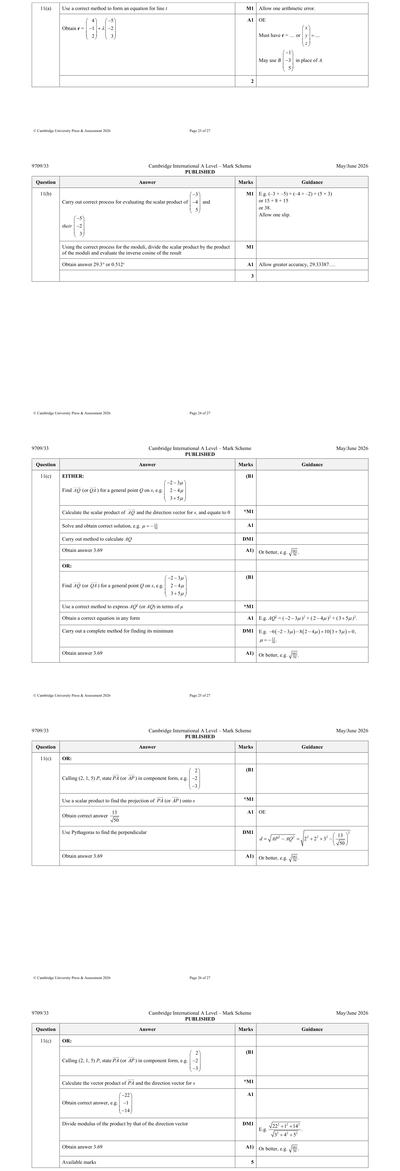 11(a) Use a correct method to form an equation for line t M1 Allow one arithmetic error.
Obtain r = (4 −1 2) + λ(−5 −2 3) A1 OE
Must have r = ... or (x y z) = ...
May use B (−1 −3 5) in place of A
2
© Cambridge University Press & Assessment 2026 Page 23 of 27
9709/33 Cambridge International A Level – Mark Scheme May/June 2026
PUBLISHED
Question Answer Marks Guidance
11(b) Carry out correct process for evaluating the scalar product of (−3 −4 5) and M1 E.g. (−3 × −5) + (−4 × −2) + (5 × 3)
or 15 + 8 + 15
or 38.
Allow one slip.
their (−5 −2 3)
Using the correct process for the moduli, divide the scalar product by the product M1
of the moduli and evaluate the inverse cosine of the result
Obtain answer 29.3° or 0.512ᶜ A1 Allow greater accuracy, 29.33387....
3
© Cambridge University Press & Assessment 2026 Page 24 of 27
9709/33 Cambridge International A Level – Mark Scheme May/June 2026
PUBLISHED
Question Answer Marks Guidance
11(c) EITHER: (B1
Find AQ (or QA) for a general point Q on s, e.g. (−2 − 3μ 2 − 4μ 3 + 5μ)
Calculate the scalar product of AQ and the direction vector for s, and equate to 0 *M1
Solve and obtain correct solution, e.g. μ = − A1
Carry out method to calculate AQ DM1
Obtain answer 3.69 A1) Or better, e.g.
OR: (B1
Find AQ (or QA) for a general point Q on s, e.g. (−2 − 3μ 2 − 4μ 3 + 5μ)
Use a correct method to express AQ² (or AQ) in terms of μ *M1
Obtain a correct equation in any form A1 E.g. AQ² = (−2 − 3μ)² + (2 − 4μ)² + (3 + 5μ)².
Carry out a complete method for finding its minimum DM1 E.g. −6(−2 − 3μ) − 8(2 − 4μ) + 10(3 + 5μ) = 0,
μ = −
Obtain answer 3.69 A1) Or better, e.g.
© Cambridge University Press & Assessment 2026 Page 25 of 27
9709/33 Cambridge International A Level – Mark Scheme May/June 2026
PUBLISHED
Question Answer Marks Guidance
11(c) OR: (B1
Calling (2, 1, 5) P, state PA (or AP) in component form, e.g. (2 −2 −3)
Use a scalar product to find the projection of PA (or AP) onto s *M1
Obtain correct answer 13/√50 A1 OE
Use Pythagoras to find the perpendicular DM1 d = √(AP² − AQ²) = √(2² + 2² + 3² − (13/√50)²)
Obtain answer 3.69 A1) Or better, e.g.
© Cambridge University Press & Assessment 2026 Page 26 of 27
9709/33 Cambridge International A Level – Mark Scheme May/June 2026
PUBLISHED
Question Answer Marks Guidance
11(c) OR: (B1
Calling (2, 1, 5) P, state PA (or AP) in component form, e.g. (2 −2 −3)
Calculate the vector product of PA and the direction vector for s *M1
Obtain correct answer, e.g. (−22 −1 −14) A1
Divide modulus of the product by that of the direction vector DM1 E.g. √(22² + 1² + 14²)/√(3² + 4² + 5²)
Obtain answer 3.69 A1) Or better, e.g.
Available marks 5